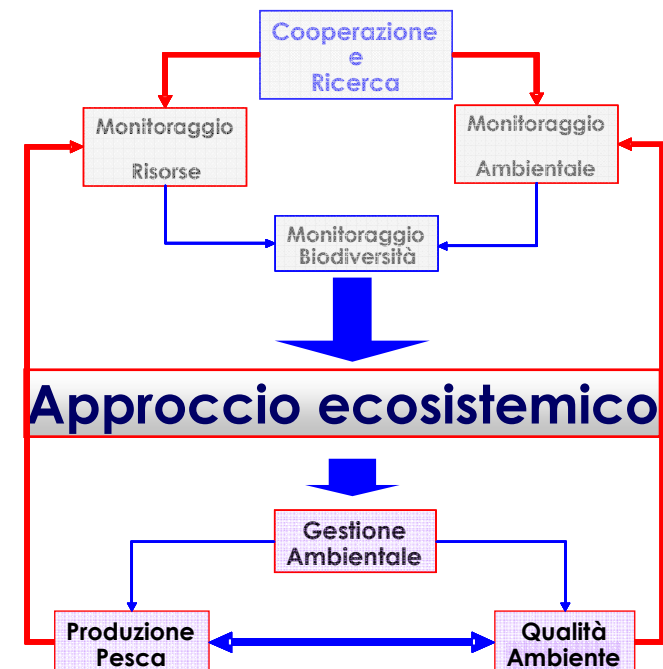 Cooperazione
e
Ricerca
Monitoraggio
Risorse
Monitoraggio
Ambientale
Monitoraggio
Biodiversità
Approccio ecosistemico
Gestione
Ambientale
Produzione
Pesca
Qualità
Ambiente